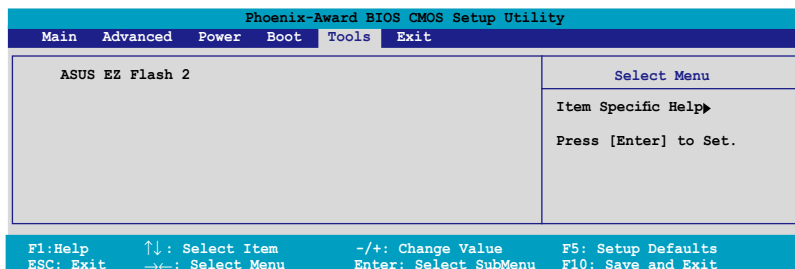 Phoenix-Award BIOS CMOS Setup Utility
Main Advanced Power Boot Tools Exit
ASUS EZ Flash 2
Select Menu
Item Specific Help▶
Press [Enter] to Set.
F1:Help ↑↓: Select Item -/+: Change Value F5: Setup Defaults
ESC: Exit →←: Select Menu Enter: Select SubMenu F10: Save and Exit